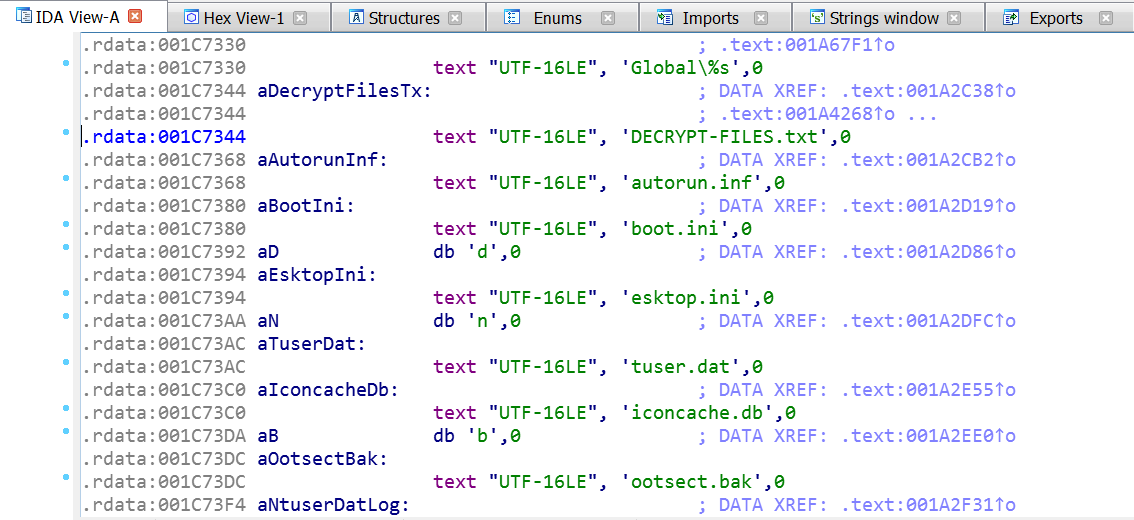 IDA View-A Hex View-1 Structures Enums Imports Strings window Exports
.rdata:001C7330 ; .text:001A67F1↑o
.rdata:001C7330 text "UTF-16LE", 'Global\%s',0
.rdata:001C7344 aDecryptFilesTx: ; DATA XREF: .text:001A2C38↑o
.rdata:001C7344 ; .text:001A4268↑o ...
.rdata:001C7344 text "UTF-16LE", 'DECRYPT-FILES.txt',0
.rdata:001C7368 aAutorunInf: ; DATA XREF: .text:001A2CB2↑o
.rdata:001C7368 text "UTF-16LE", 'autorun.inf',0
.rdata:001C7380 aBootIni: ; DATA XREF: .text:001A2D19↑o
.rdata:001C7380 text "UTF-16LE", 'boot.ini',0
.rdata:001C7392 aD db 'd',0 ; DATA XREF: .text:001A2D86↑o
.rdata:001C7394 aEsktopIni:
.rdata:001C7394 text "UTF-16LE", 'esktop.ini',0
.rdata:001C73AA aN db 'n',0 ; DATA XREF: .text:001A2DFC↑o
.rdata:001C73AC aTuserDat:
.rdata:001C73AC text "UTF-16LE", 'tuser.dat',0
.rdata:001C73C0 aIconcacheDb: ; DATA XREF: .text:001A2E55↑o
.rdata:001C73C0 text "UTF-16LE", 'iconcache.db',0
.rdata:001C73DA aB db 'b',0 ; DATA XREF: .text:001A2EE0↑o
.rdata:001C73DC aOotsectBak:
.rdata:001C73DC text "UTF-16LE", 'ootsect.bak',0
.rdata:001C73F4 aNtuserDatLog: ; DATA XREF: .text:001A2F31↑o